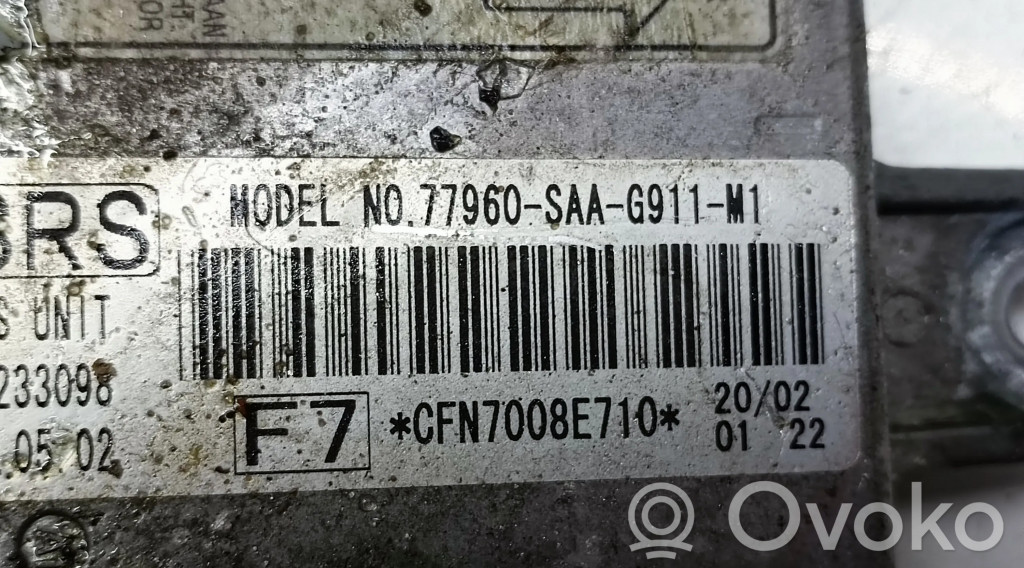 MODEL NO.77960-SAA-G911-M1
SRS
UNIT
233098
05 02
F7
*CFN7008E710*
20/02
01 22
Ovoko